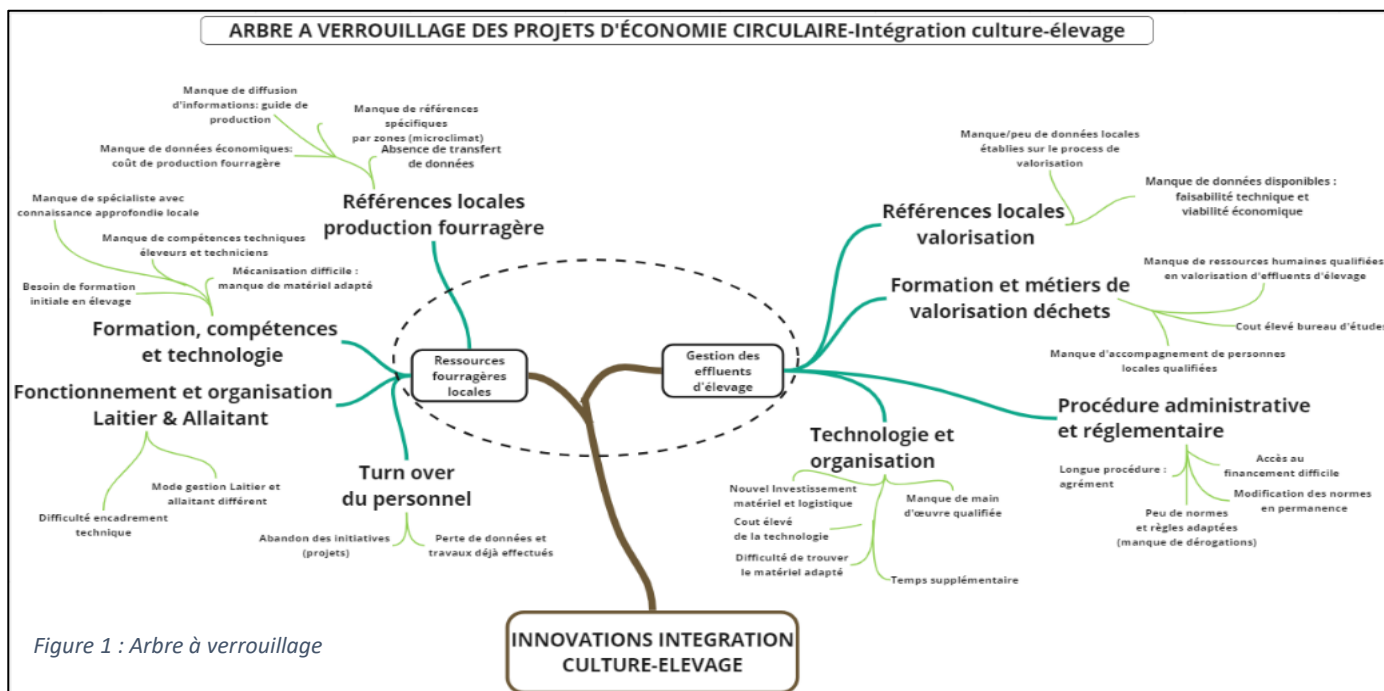 ARBRE A VERROUILLAGE DES PROJETS D'ÉCONOMIE CIRCULAIRE-Intégration culture-élevage
Manque de diffusion
d'informations: guide de
production
Manque de références
spécifiques
par zones (microclimat)
Manque de données économiques:
coût de production fourragère
Absence de transfert
de données
Références locales
production fourragère
Manque de spécialiste avec
connaissance approfondie locale
Manque de compétences techniques
éleveurs et techniciens
Mécanisation difficile :
manque de matériel adapté
Besoin de formation
initiale en élevage
Formation, compétences
et technologie
Fonctionnement et organisation
Laitier & Allaitant
Mode gestion Laitier et
allaitant différent
Difficulté encadrement
technique
Turn over
du personnel
Abandon des initiatives
(projets)
Perte de données et
travaux déjà effectués
Ressources
fourragères
locales
Gestion des
effluents
d'élevage
Manque/peu de données locales
établies sur le process de
valorisation
Manque de données disponibles :
faisabilité technique et
viabilité économique
Références locales
valorisation
Manque de ressources humaines qualifiées
en valorisation d'effluents d'élevage
Formation et métiers de
valorisation déchets
Cout élevé bureau d'études
Manque d'accompagnement de personnes
locales qualifiées
Procédure administrative
et réglementaire
Longue procédure :
agrément
Accès au
financement difficile
Modification des normes
en permanence
Peu de normes
et règles adaptées
(manque de dérogations)
Technologie et
organisation
Nouvel Investissement
matériel et logistique
Manque de main
d'œuvre qualifiée
Cout élevé
de la technologie
Difficulté de trouver
le matériel adapté
Temps supplémentaire
INNOVATIONS INTEGRATION
CULTURE-ELEVAGE
Figure 1 : Arbre à verrouillage